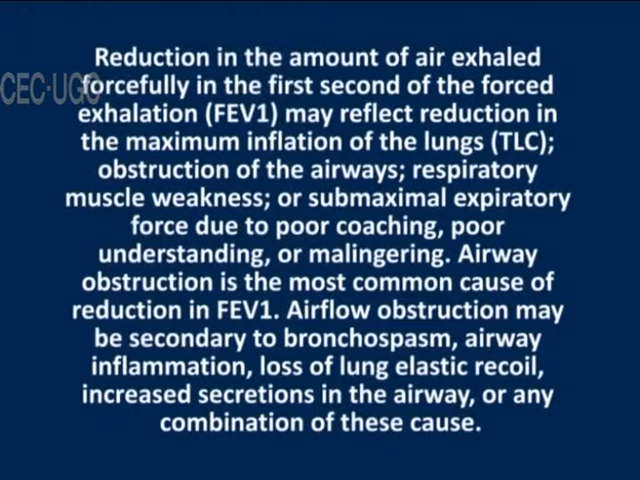 Reduction in the amount of air exhaled
forcefully in the first second of the forced
exhalation (FEV1) may reflect reduction in
the maximum inflation of the lungs (TLC);
obstruction of the airways; respiratory
muscle weakness; or submaximal expiratory
force due to poor coaching, poor
understanding, or malingering. Airway
obstruction is the most common cause of
reduction in FEV1. Airflow obstruction may
be secondary to bronchospasm, airway
inflammation, loss of lung elastic recoil,
increased secretions in the airway, or any
combination of these cause.
CEC-UGC